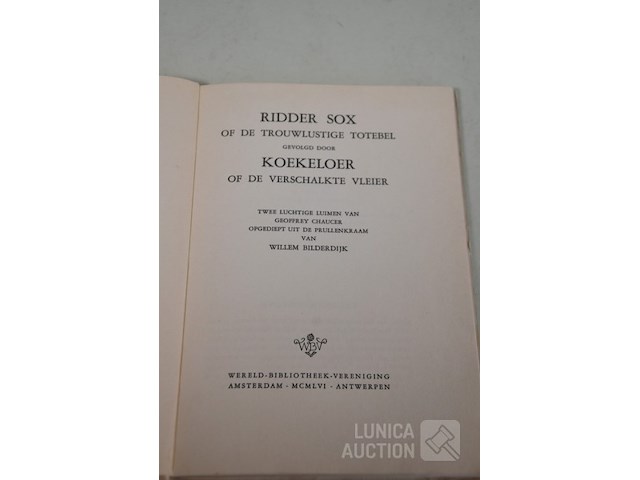 RIDDER SOX
OF DE TROUWLUSTIGE TOTEBEL
GEVOLGD DOOR
KOEKELOER
OF DE VERSCHALKTE VLEIER
TWEE LUCHTIGE LUIMEN VAN
GEOFFREY CHAUCER
OPGEDIEPT UIT DE PRULLENKRAAM
VAN
WILLEM BILDERDIJK
WBV
WERELD-BIBLIOTHEEK-VERENIGING
AMSTERDAM · MCMLVI · ANTWERPEN
LUNICA
AUCTION